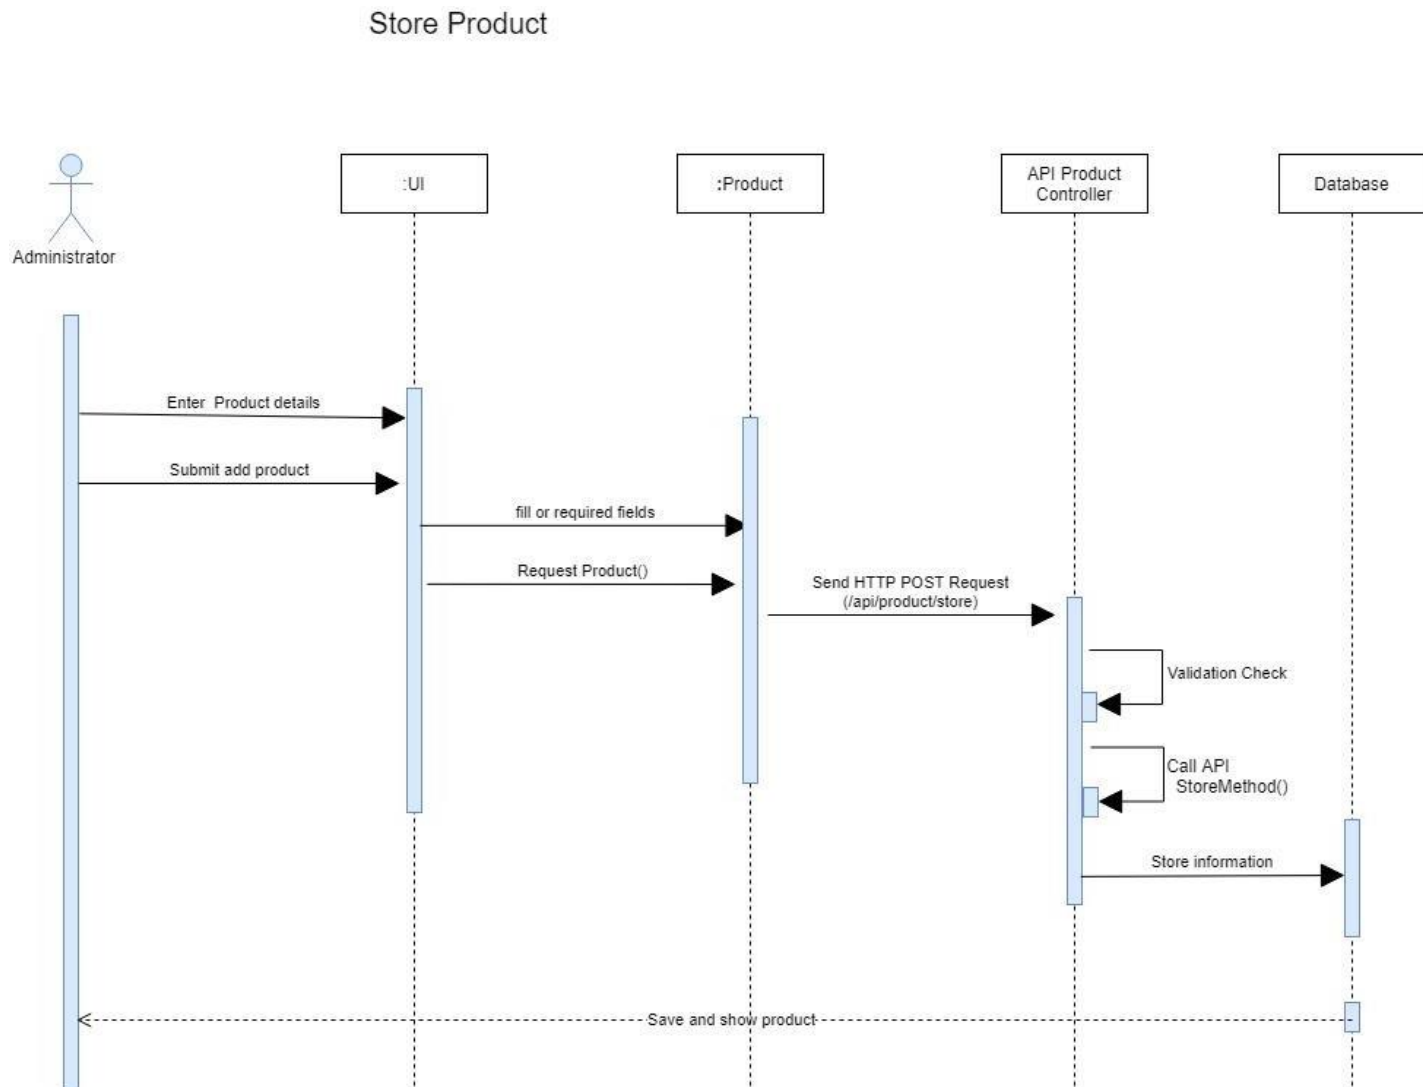 Store Product
:UI
:Product
API Product
Controller
Database
Administrator
Enter  Product details
Submit add product
fill or required fields
Request Product()
Send HTTP POST Request
(/api/product/store)
Validation Check
Call API
StoreMethod()
Store information
Save and show product